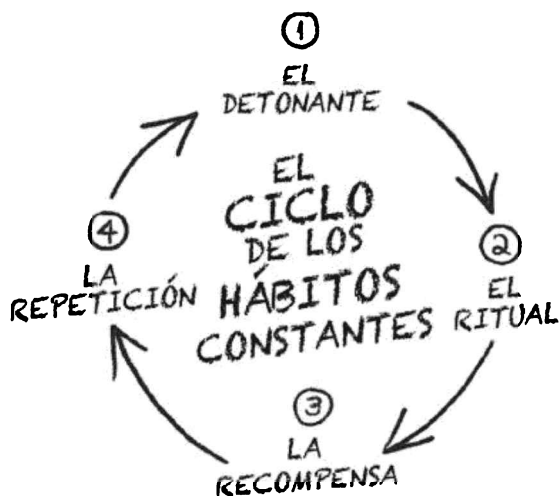 1
EL
DETONANTE
EL
CICLO
DE LOS
HÁBITOS
CONSTANTES
2
EL
RITUAL
3
LA
RECOMPENSA
4
LA
REPETICIÓN